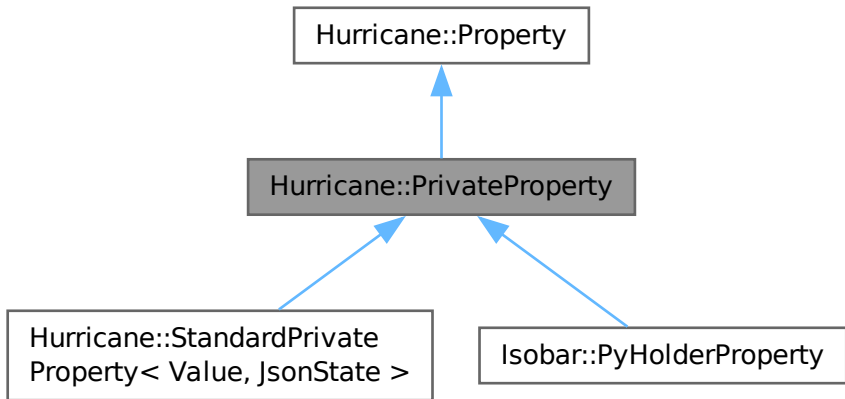 Hurricane::Property
Hurricane::PrivateProperty
Hurricane::StandardPrivate
Property< Value, JsonState >
Isobar::PyHolderProperty